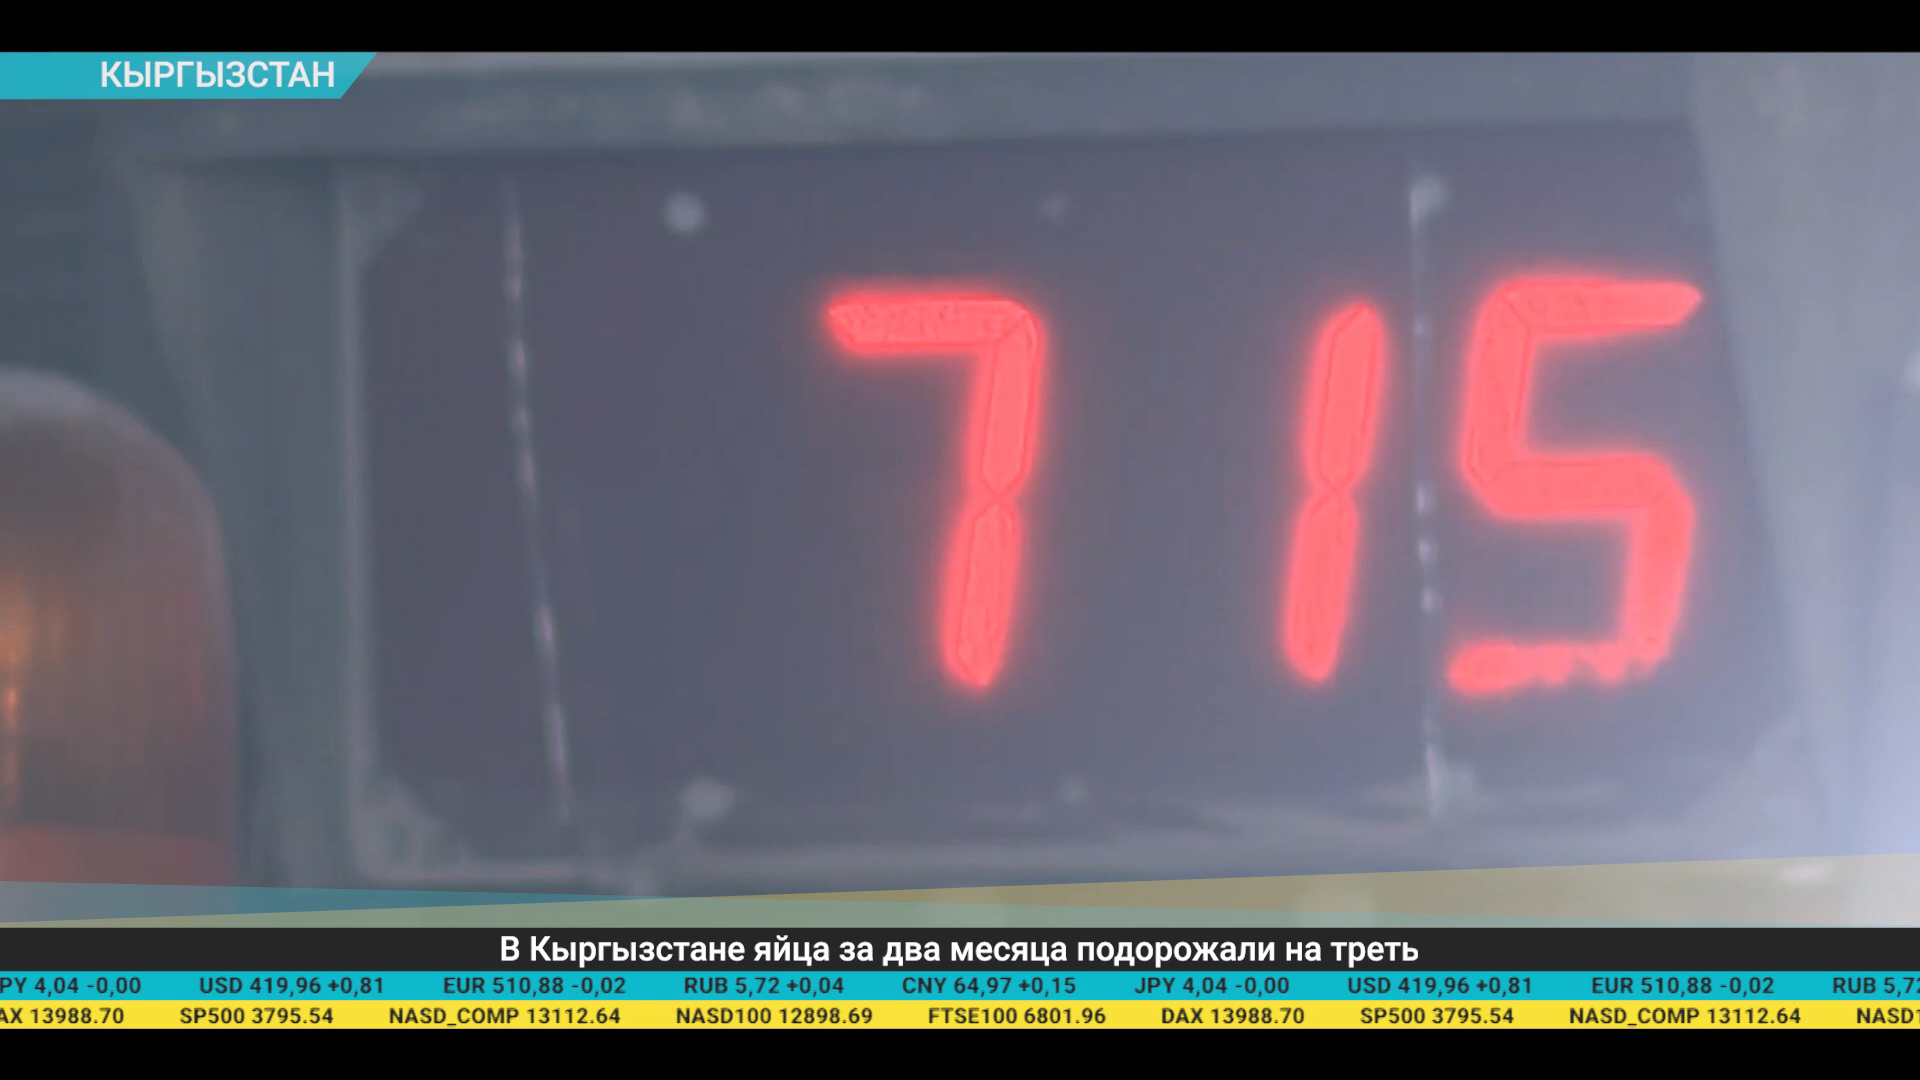 КЫРГЫЗСТАН
7 15
В Кыргызстане яйца за два месяца подорожали на треть
PY 4,04 -0,00 USD 419,96 +0,81 EUR 510,88 -0,02 RUB 5,72 +0,04 CNY 64,97 +0,15 JPY 4,04 -0,00 USD 419,96 +0,81 EUR 510,88 -0,02 RUB 5,72
AX 13988.70 SP500 3795.54 NASD_COMP 13112.64 NASD100 12898.69 FTSE100 6801.96 DAX 13988.70 SP500 3795.54 NASD_COMP 13112.64 NASD1